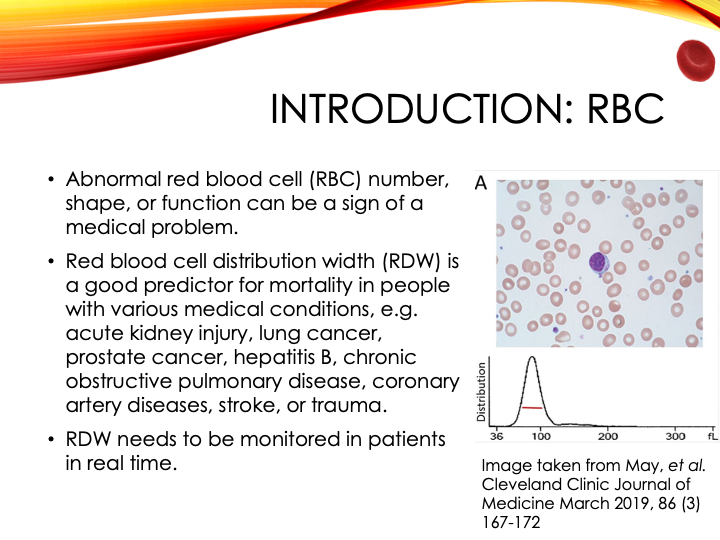 INTRODUCTION: RBC
• Abnormal red blood cell (RBC) number,
shape, or function can be a sign of a
medical problem.
• Red blood cell distribution width (RDW) is
a good predictor for mortality in people
with various medical conditions, e.g.
acute kidney injury, lung cancer,
prostate cancer, hepatitis B, chronic
obstructive pulmonary disease, coronary
artery diseases, stroke, or trauma.
• RDW needs to be monitored in patients
in real time.
A
Distribution
36 100 200 300 fL
Image taken from May, et al.
Cleveland Clinic Journal of
Medicine March 2019, 86 (3)
167-172